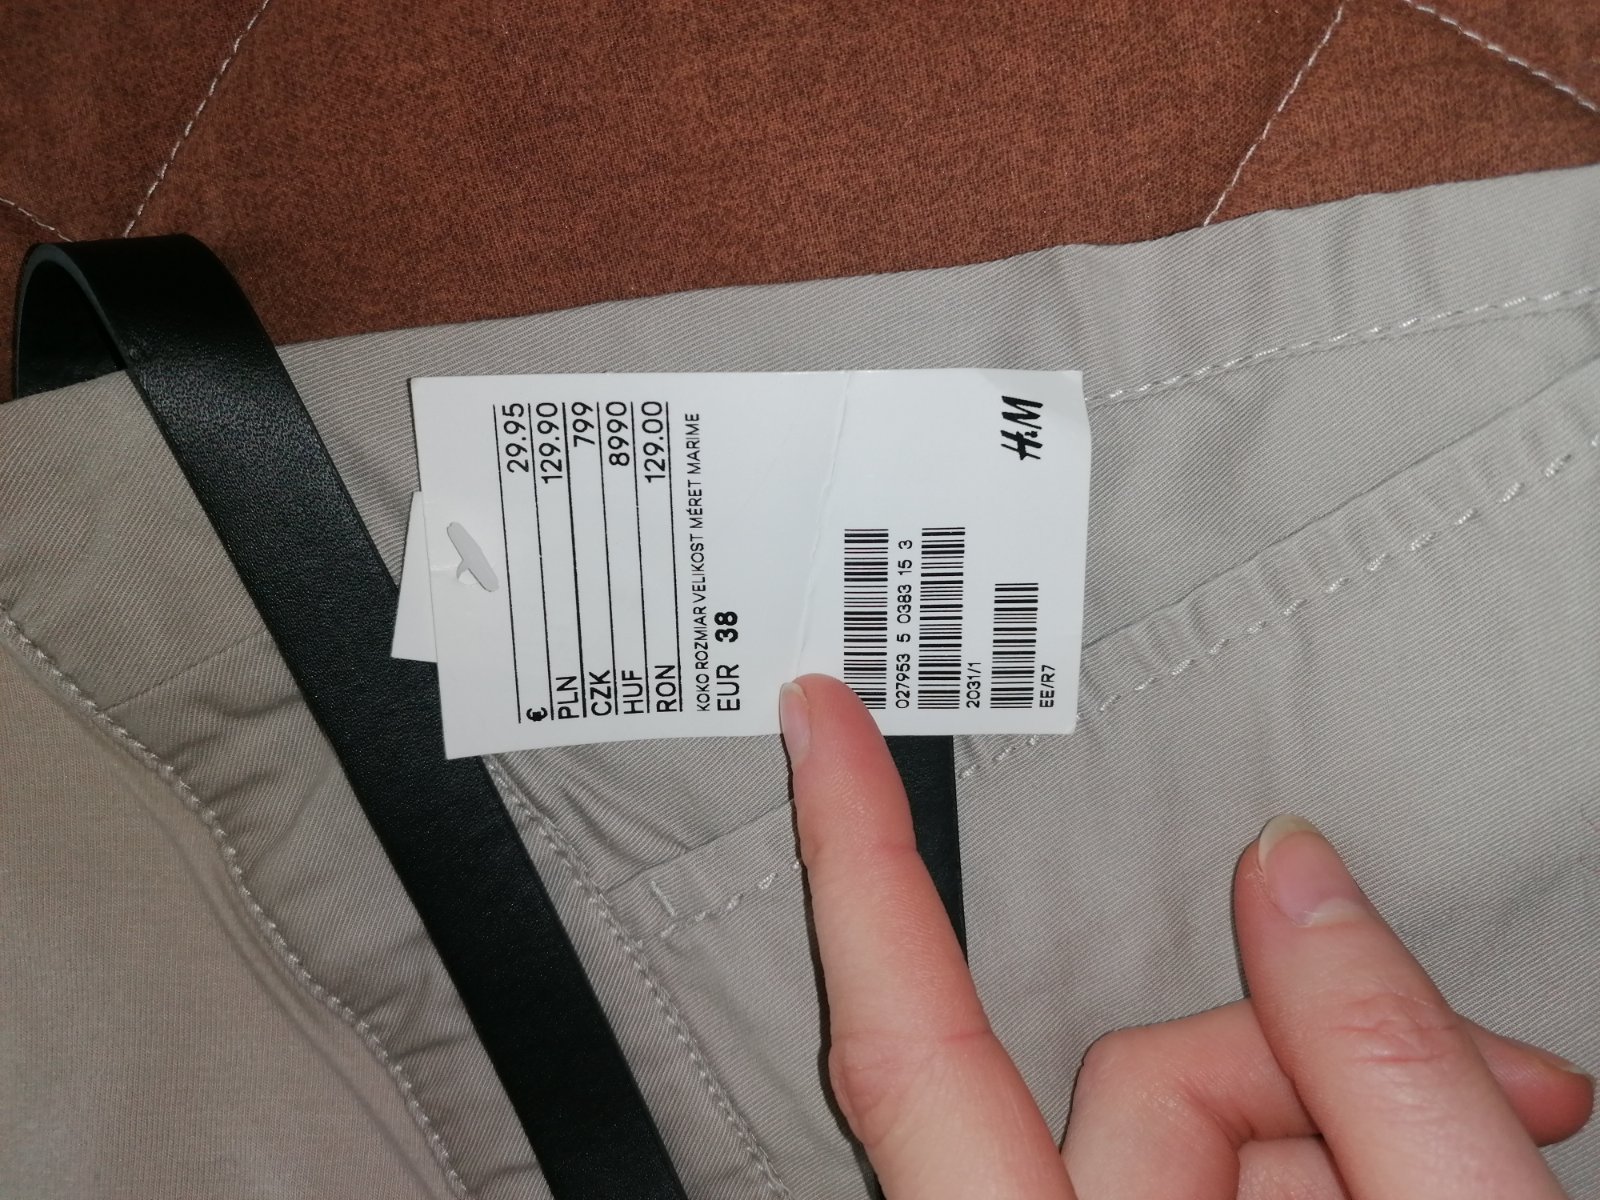 € 29.95
PLN 129.90
CZK 799
HUF 8990
RON 129.00
KOKO ROZMIAR VELIKOST MÉRET MARIME
EUR 38
027953 5 0383 15 3
2031/1
EE/R7
H&M